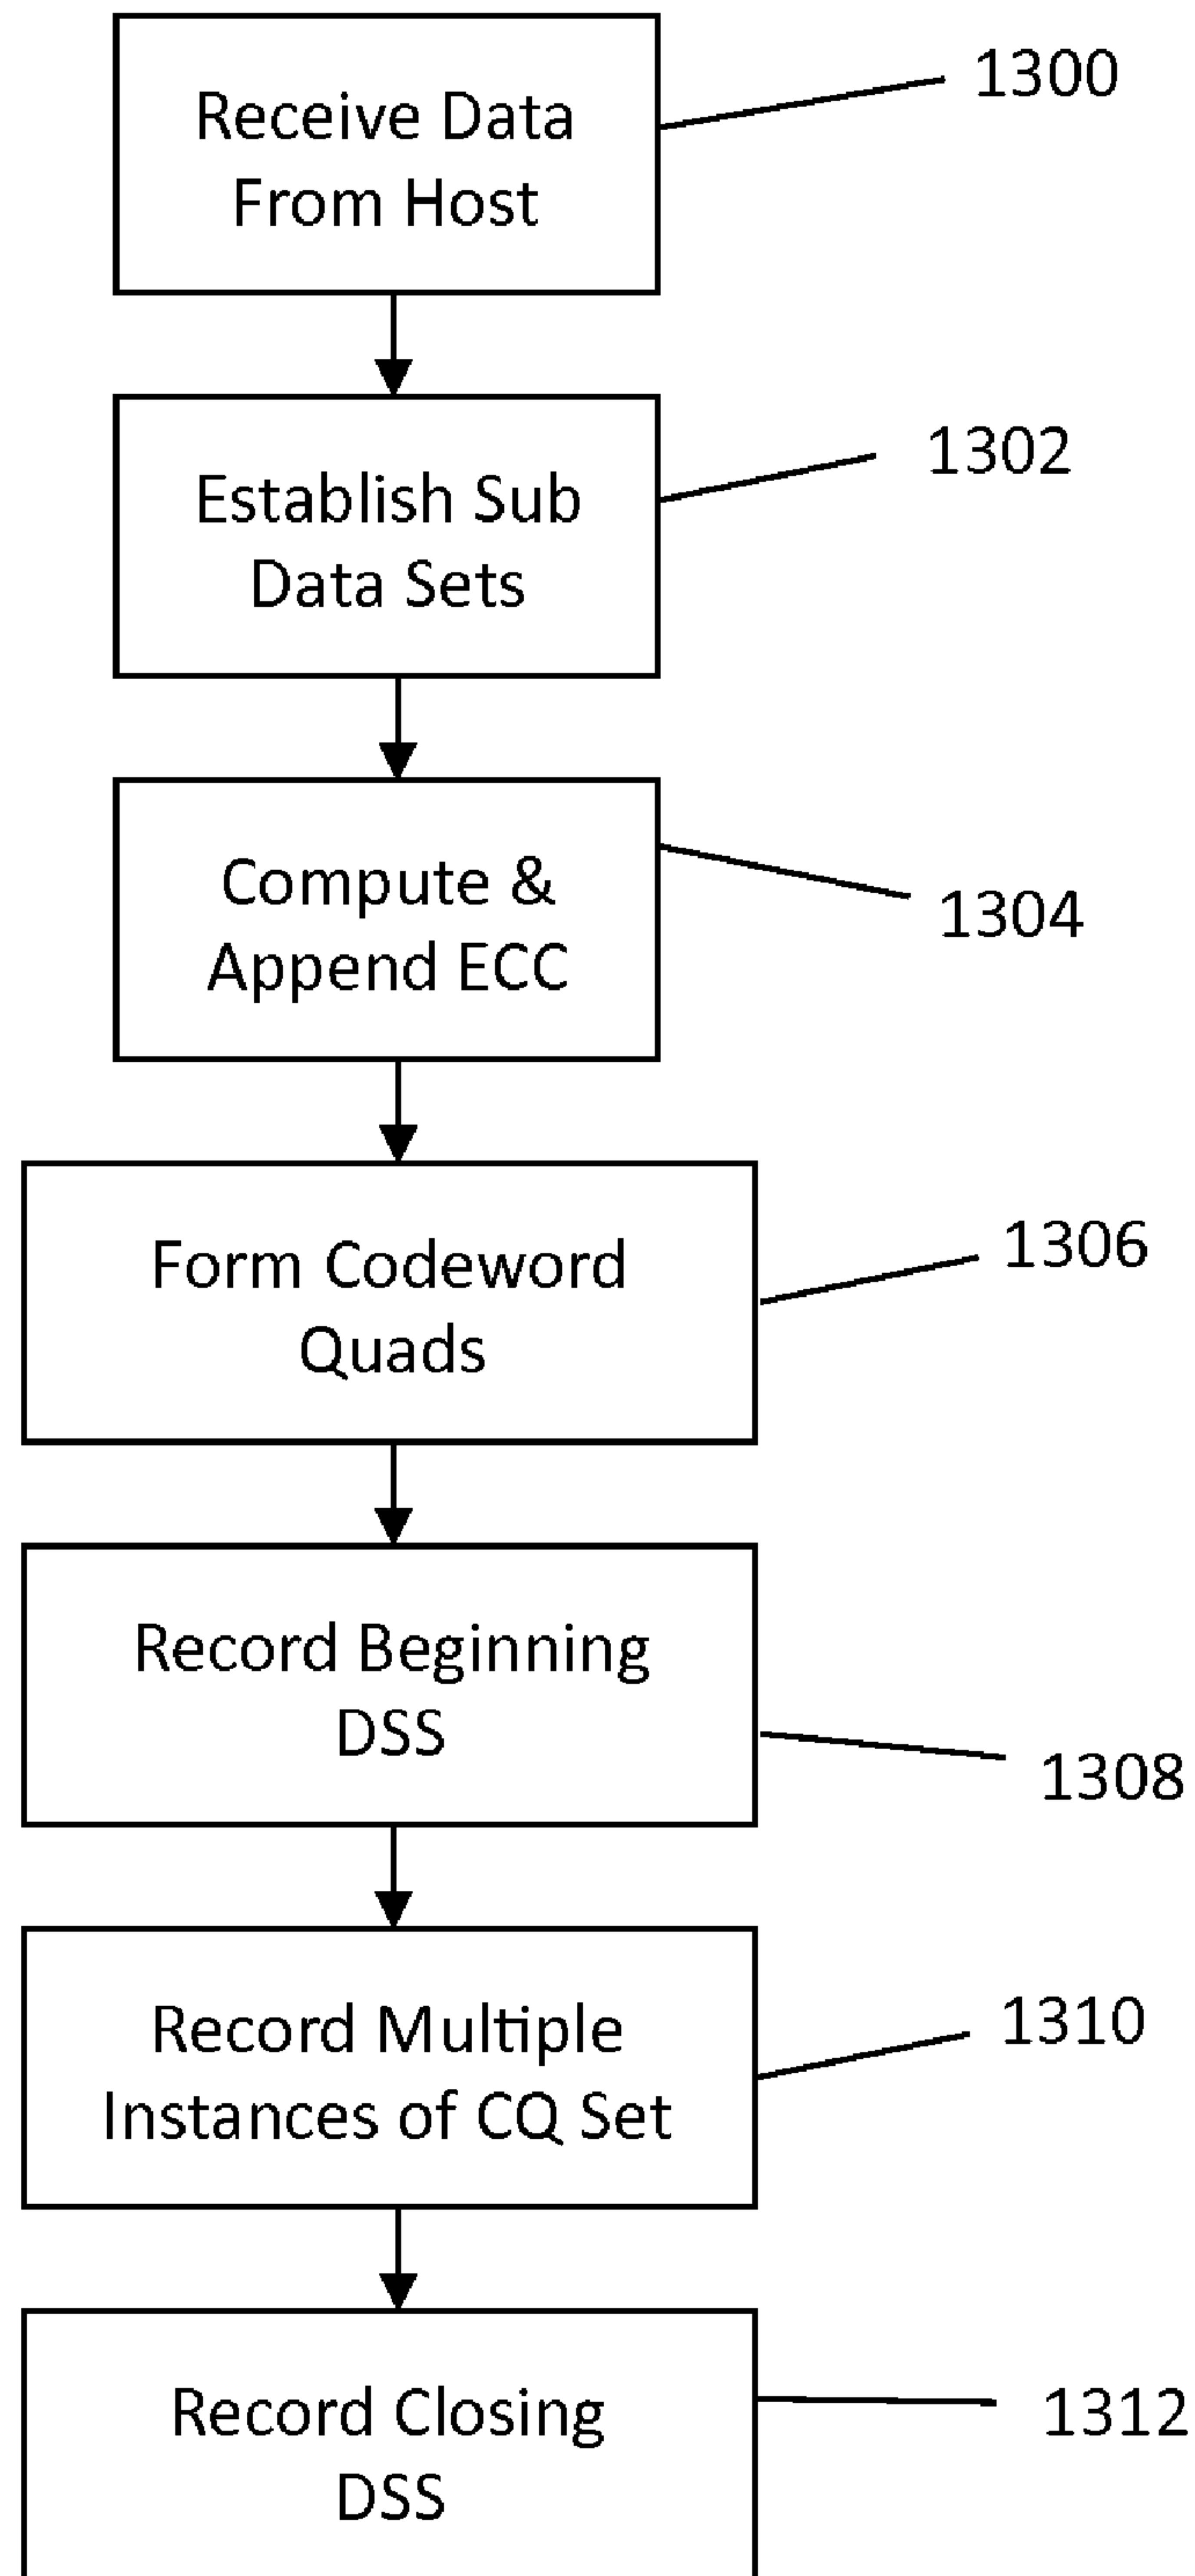 Receive Data
From Host
1300
Establish Sub
Data Sets
1302
Compute &
Append ECC
1304
Form Codeword
Quads
1306
Record Beginning
DSS
1308
Record Multiple
Instances of CQ Set
1310
Record Closing
DSS
1312